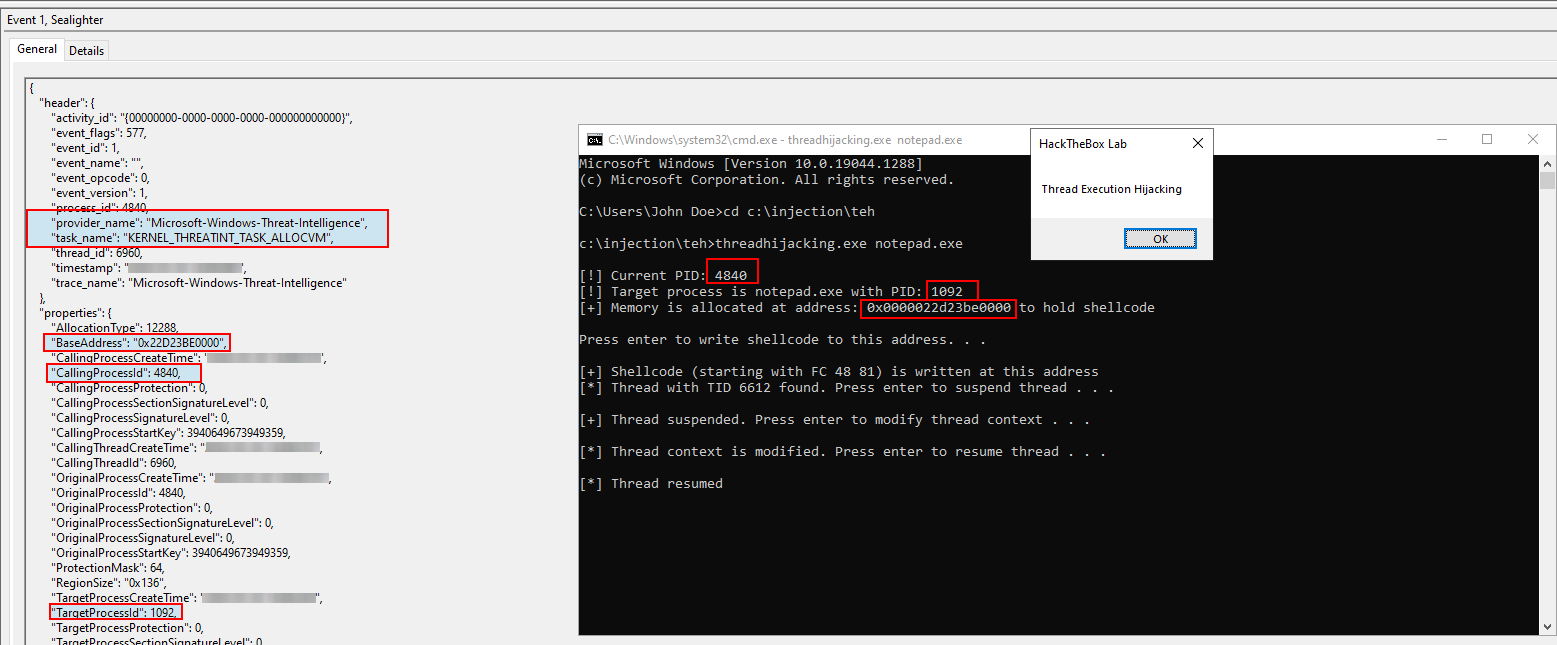 Event 1, Sealighter
General Details
{
"header": {
"activity_id": "{00000000-0000-0000-0000-000000000000}",
"event_flags": 577,
"event_id": 1,
"event_name": "",
"event_opcode": 0,
"event_version": 1,
"process_id": 4840,
"provider_name": "Microsoft-Windows-Threat-Intelligence",
"task_name": "KERNEL_THREATINT_TASK_ALLOCVM",
"thread_id": 6960,
"timestamp": "
"trace_name": "Microsoft-Windows-Threat-Intelligence"
},
"properties": {
"AllocationType": 12288,
"BaseAddress": "0x22D23BE0000",
"CallingProcessCreateTime": "
"CallingProcessId": 4840,
"CallingProcessProtection": 0,
"CallingProcessSectionSignatureLevel": 0,
"CallingProcessSignatureLevel": 0,
"CallingProcessStartKey": 3940649673949359,
"CallingThreadCreateTime": "
"CallingThreadId": 6960,
"OriginalProcessCreateTime": "
"OriginalProcessId": 4840,
"OriginalProcessProtection": 0,
"OriginalProcessSectionSignatureLevel": 0,
"OriginalProcessSignatureLevel": 0,
"OriginalProcessStartKey": 3940649673949359,
"ProtectionMask": 64,
"RegionSize": "0x136",
"TargetProcessCreateTime": "
"TargetProcessId": 1092,
"TargetProcessProtection": 0,
"TargetProcessSectionSignatureLevel": 0
C:\Windows\system32\cmd.exe - threadhijacking.exe notepad.exe
Microsoft Windows [Version 10.0.19044.1288]
(c) Microsoft Corporation. All rights reserved.
C:\Users\John Doe>cd c:\injection\teh
c:\injection\teh>threadhijacking.exe notepad.exe
[!] Current PID: 4840
[!] Target process is notepad.exe with PID: 1092
[+] Memory is allocated at address: 0x0000022d23be0000 to hold shellcode
Press enter to write shellcode to this address. . .
[+] Shellcode (starting with FC 48 81) is written at this address
[*] Thread with TID 6612 found. Press enter to suspend thread . . .
[+] Thread suspended. Press enter to modify thread context . . .
[*] Thread context is modified. Press enter to resume thread . . .
[*] Thread resumed
HackTheBox Lab
Thread Execution Hijacking
OK